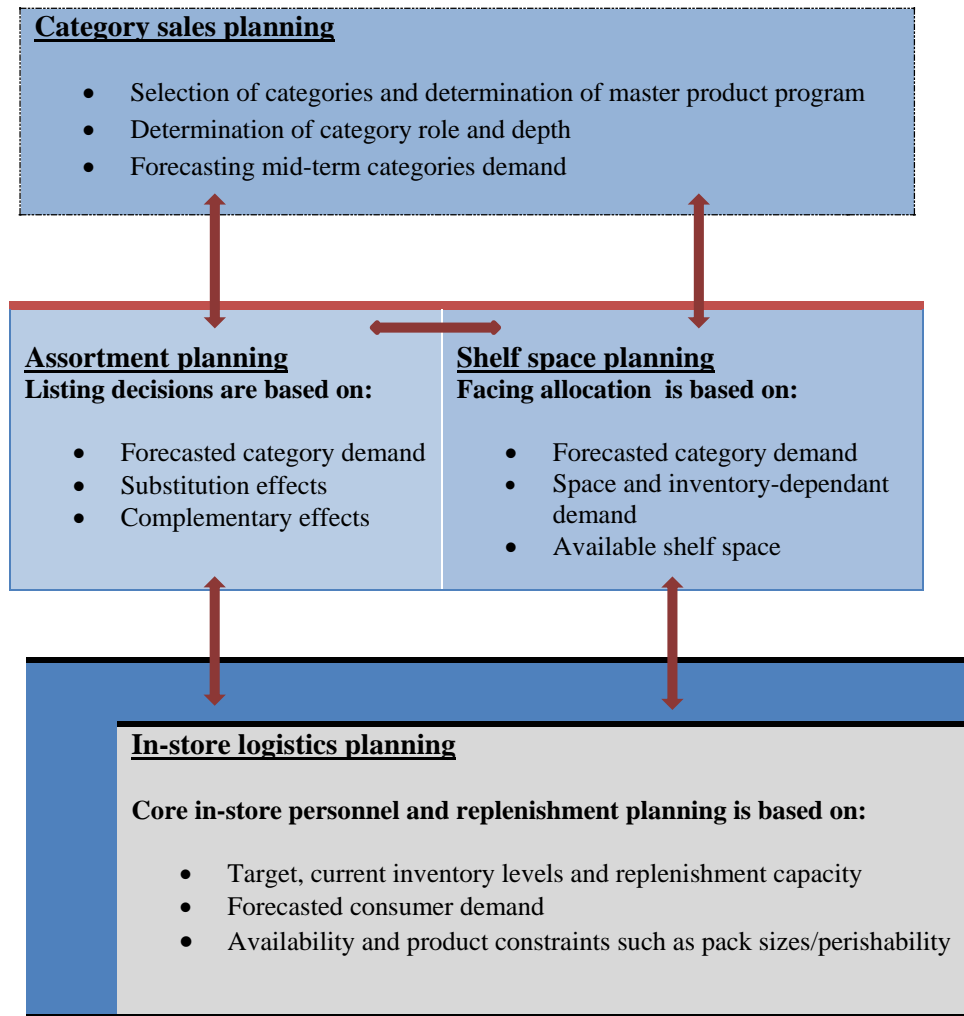 Category sales planning
• Selection of categories and determination of master product program
• Determination of category role and depth
• Forecasting mid-term categories demand
Assortment planning
Listing decisions are based on:
• Forecasted category demand
• Substitution effects
• Complementary effects
Shelf space planning
Facing allocation is based on:
• Forecasted category demand
• Space and inventory-dependant
demand
• Available shelf space
In-store logistics planning
Core in-store personnel and replenishment planning is based on:
• Target, current inventory levels and replenishment capacity
• Forecasted consumer demand
• Availability and product constraints such as pack sizes/perishability